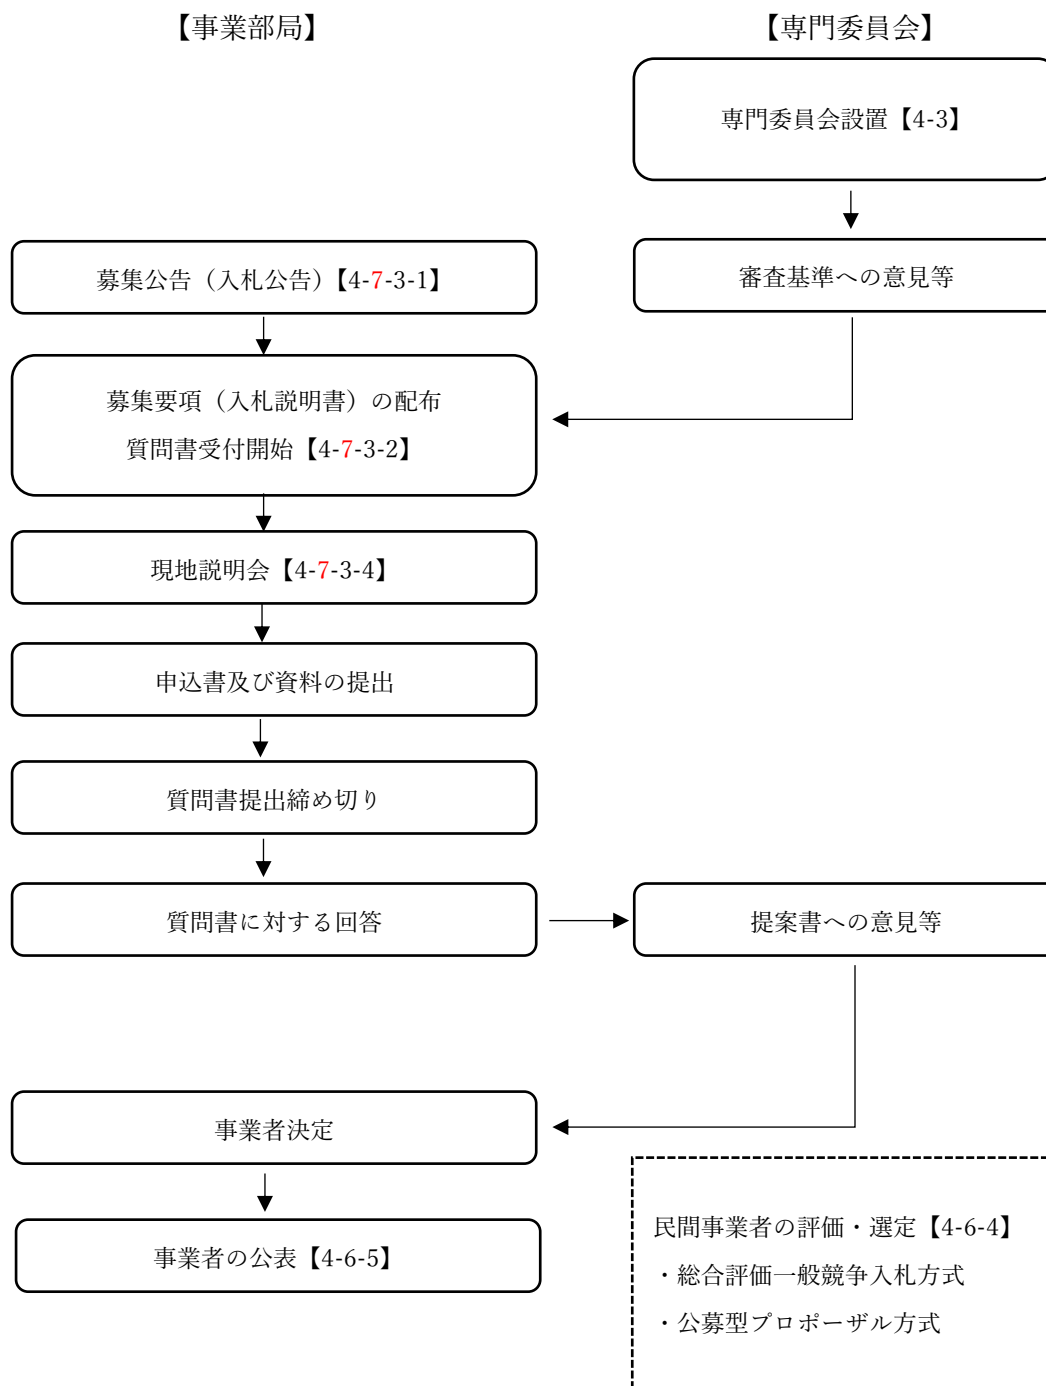 【事業部局】
【専門委員会】
専門委員会設置【4-3】
募集公告（入札公告）【4-7-3-1】
審査基準への意見等
募集要項（入札説明書）の配布
質問書受付開始【4-7-3-2】
現地説明会【4-7-3-4】
申込書及び資料の提出
質問書提出締め切り
質問書に対する回答
提案書への意見等
事業者決定
事業者の公表【4-6-5】
民間事業者の評価・選定【4-6-4】
・総合評価一般競争入札方式
・公募型プロポーザル方式